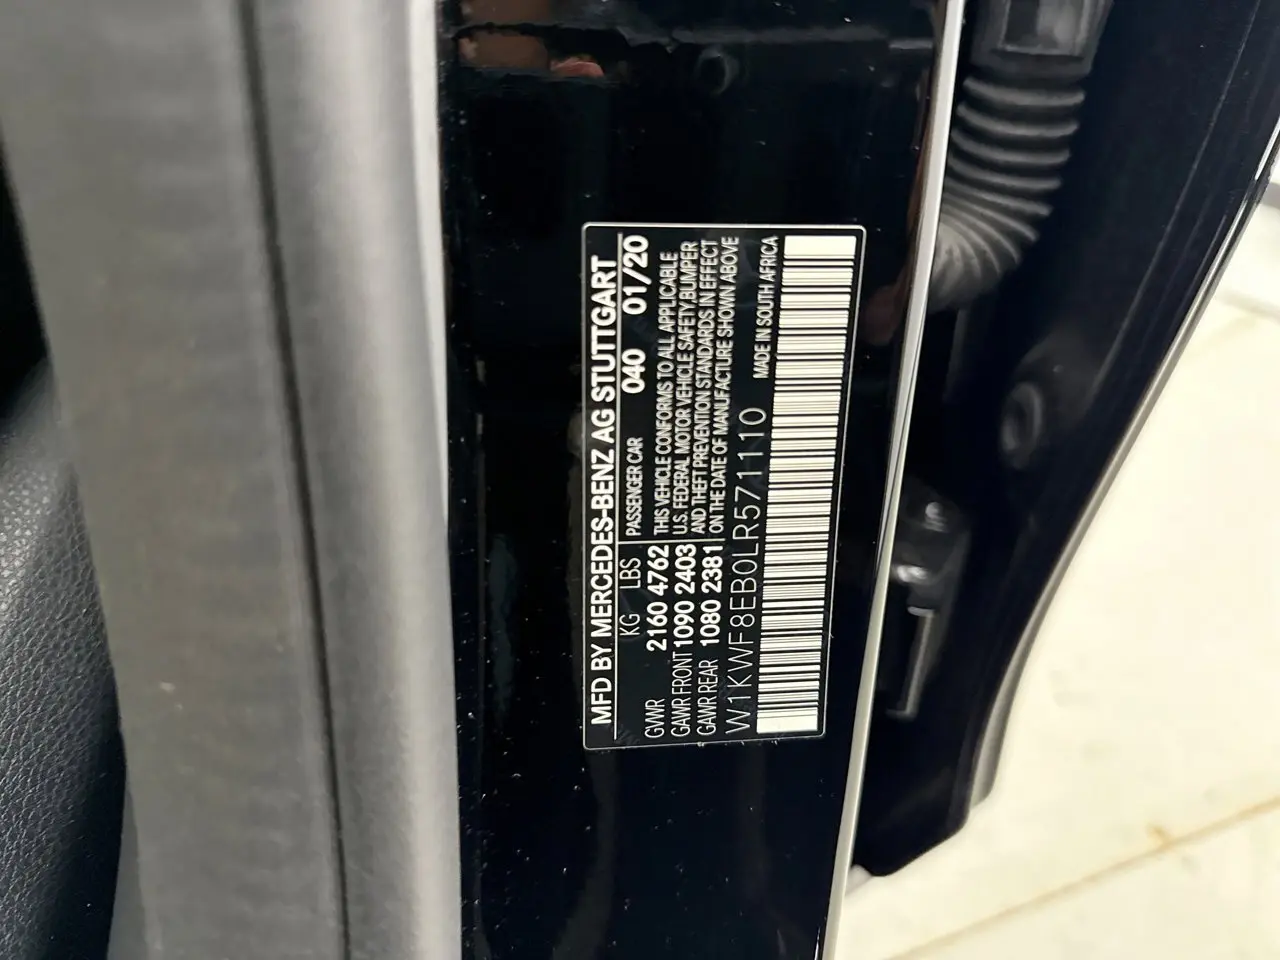 MFD BY MERCEDES-BENZ AG STUTTGART
KG LBS PASSENGER CAR 040 01/20
GVWR 2160 4762 THIS VEHICLE CONFORMS TO ALL APPLICABLE
GAWR FRONT 1090 2403 U.S. FEDERAL MOTOR VEHICLE SAFETY/BUMPER
GAWR REAR 1080 2381 AND THEFT PREVENTION STANDARDS IN EFFECT
ON THE DATE OF MANUFACTURE SHOWN ABOVE
W1KWF8EB0LR571110 MADE IN SOUTH AFRICA